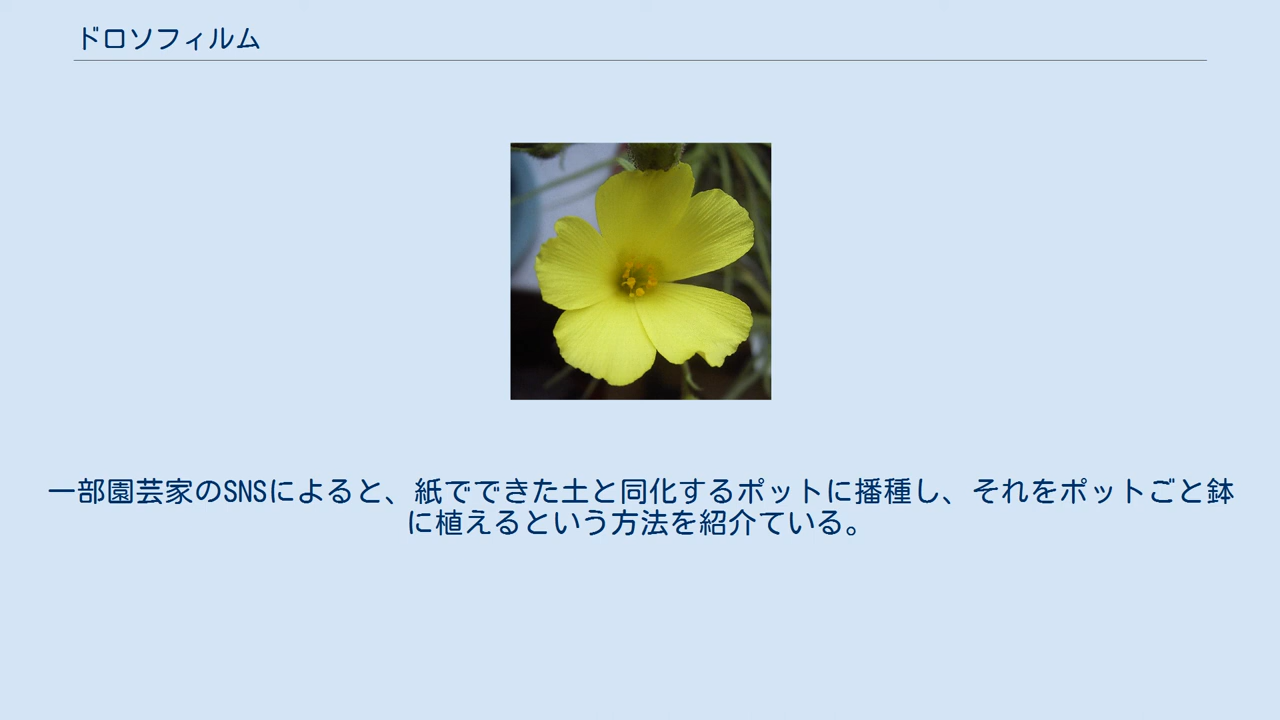 ドロソフィルム
一部園芸家のSNSによると、紙でできた土と同化するポットに播種し、それをポットごと鉢
に植えるという方法を紹介ている。